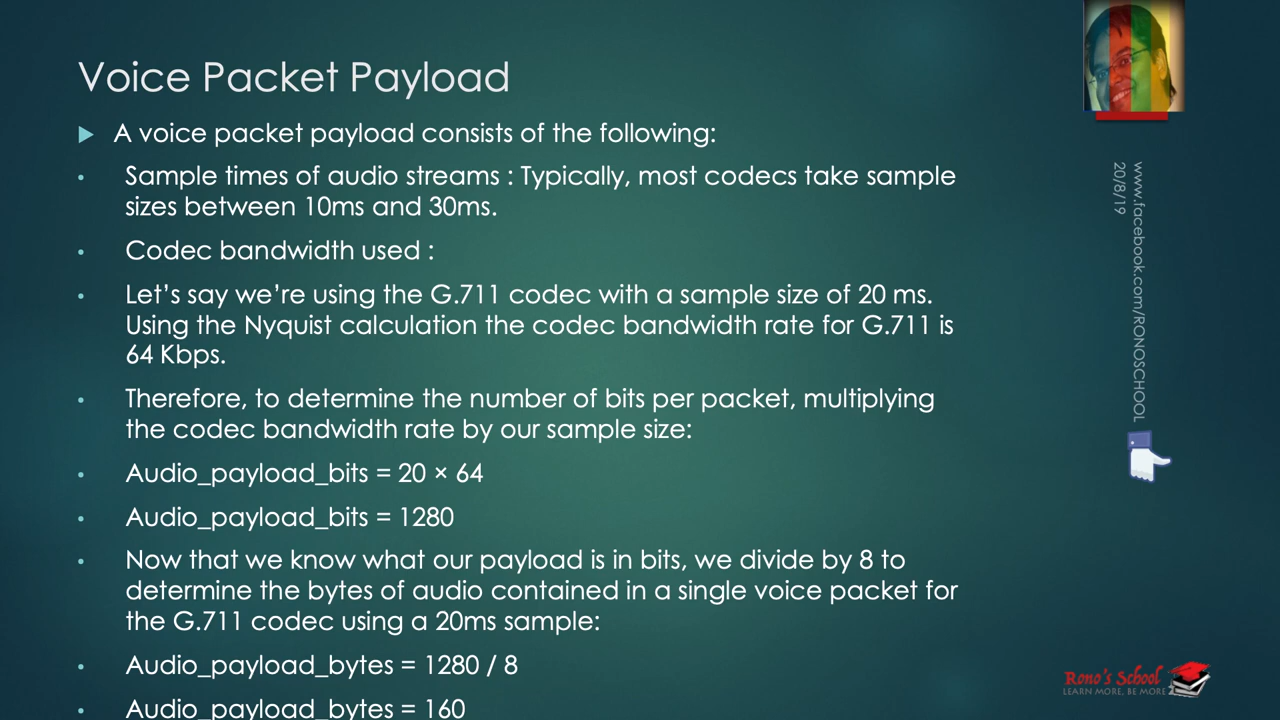 Voice Packet Payload
A voice packet payload consists of the following:
Sample times of audio streams : Typically, most codecs take sample
sizes between 10ms and 30ms.
Codec bandwidth used :
Let’s say we’re using the G.711 codec with a sample size of 20 ms.
Using the Nyquist calculation the codec bandwidth rate for G.711 is
64 Kbps.
Therefore, to determine the number of bits per packet, multiplying
the codec bandwidth rate by our sample size:
Audio_payload_bits = 20 × 64
Audio_payload_bits = 1280
Now that we know what our payload is in bits, we divide by 8 to
determine the bytes of audio contained in a single voice packet for
the G.711 codec using a 20ms sample:
Audio_payload_bytes = 1280 / 8
Audio_payload_bytes = 160
www.facebook.com/RONOSCHOOL
20/8/19
Rono's School
LEARN MORE, BE MORE